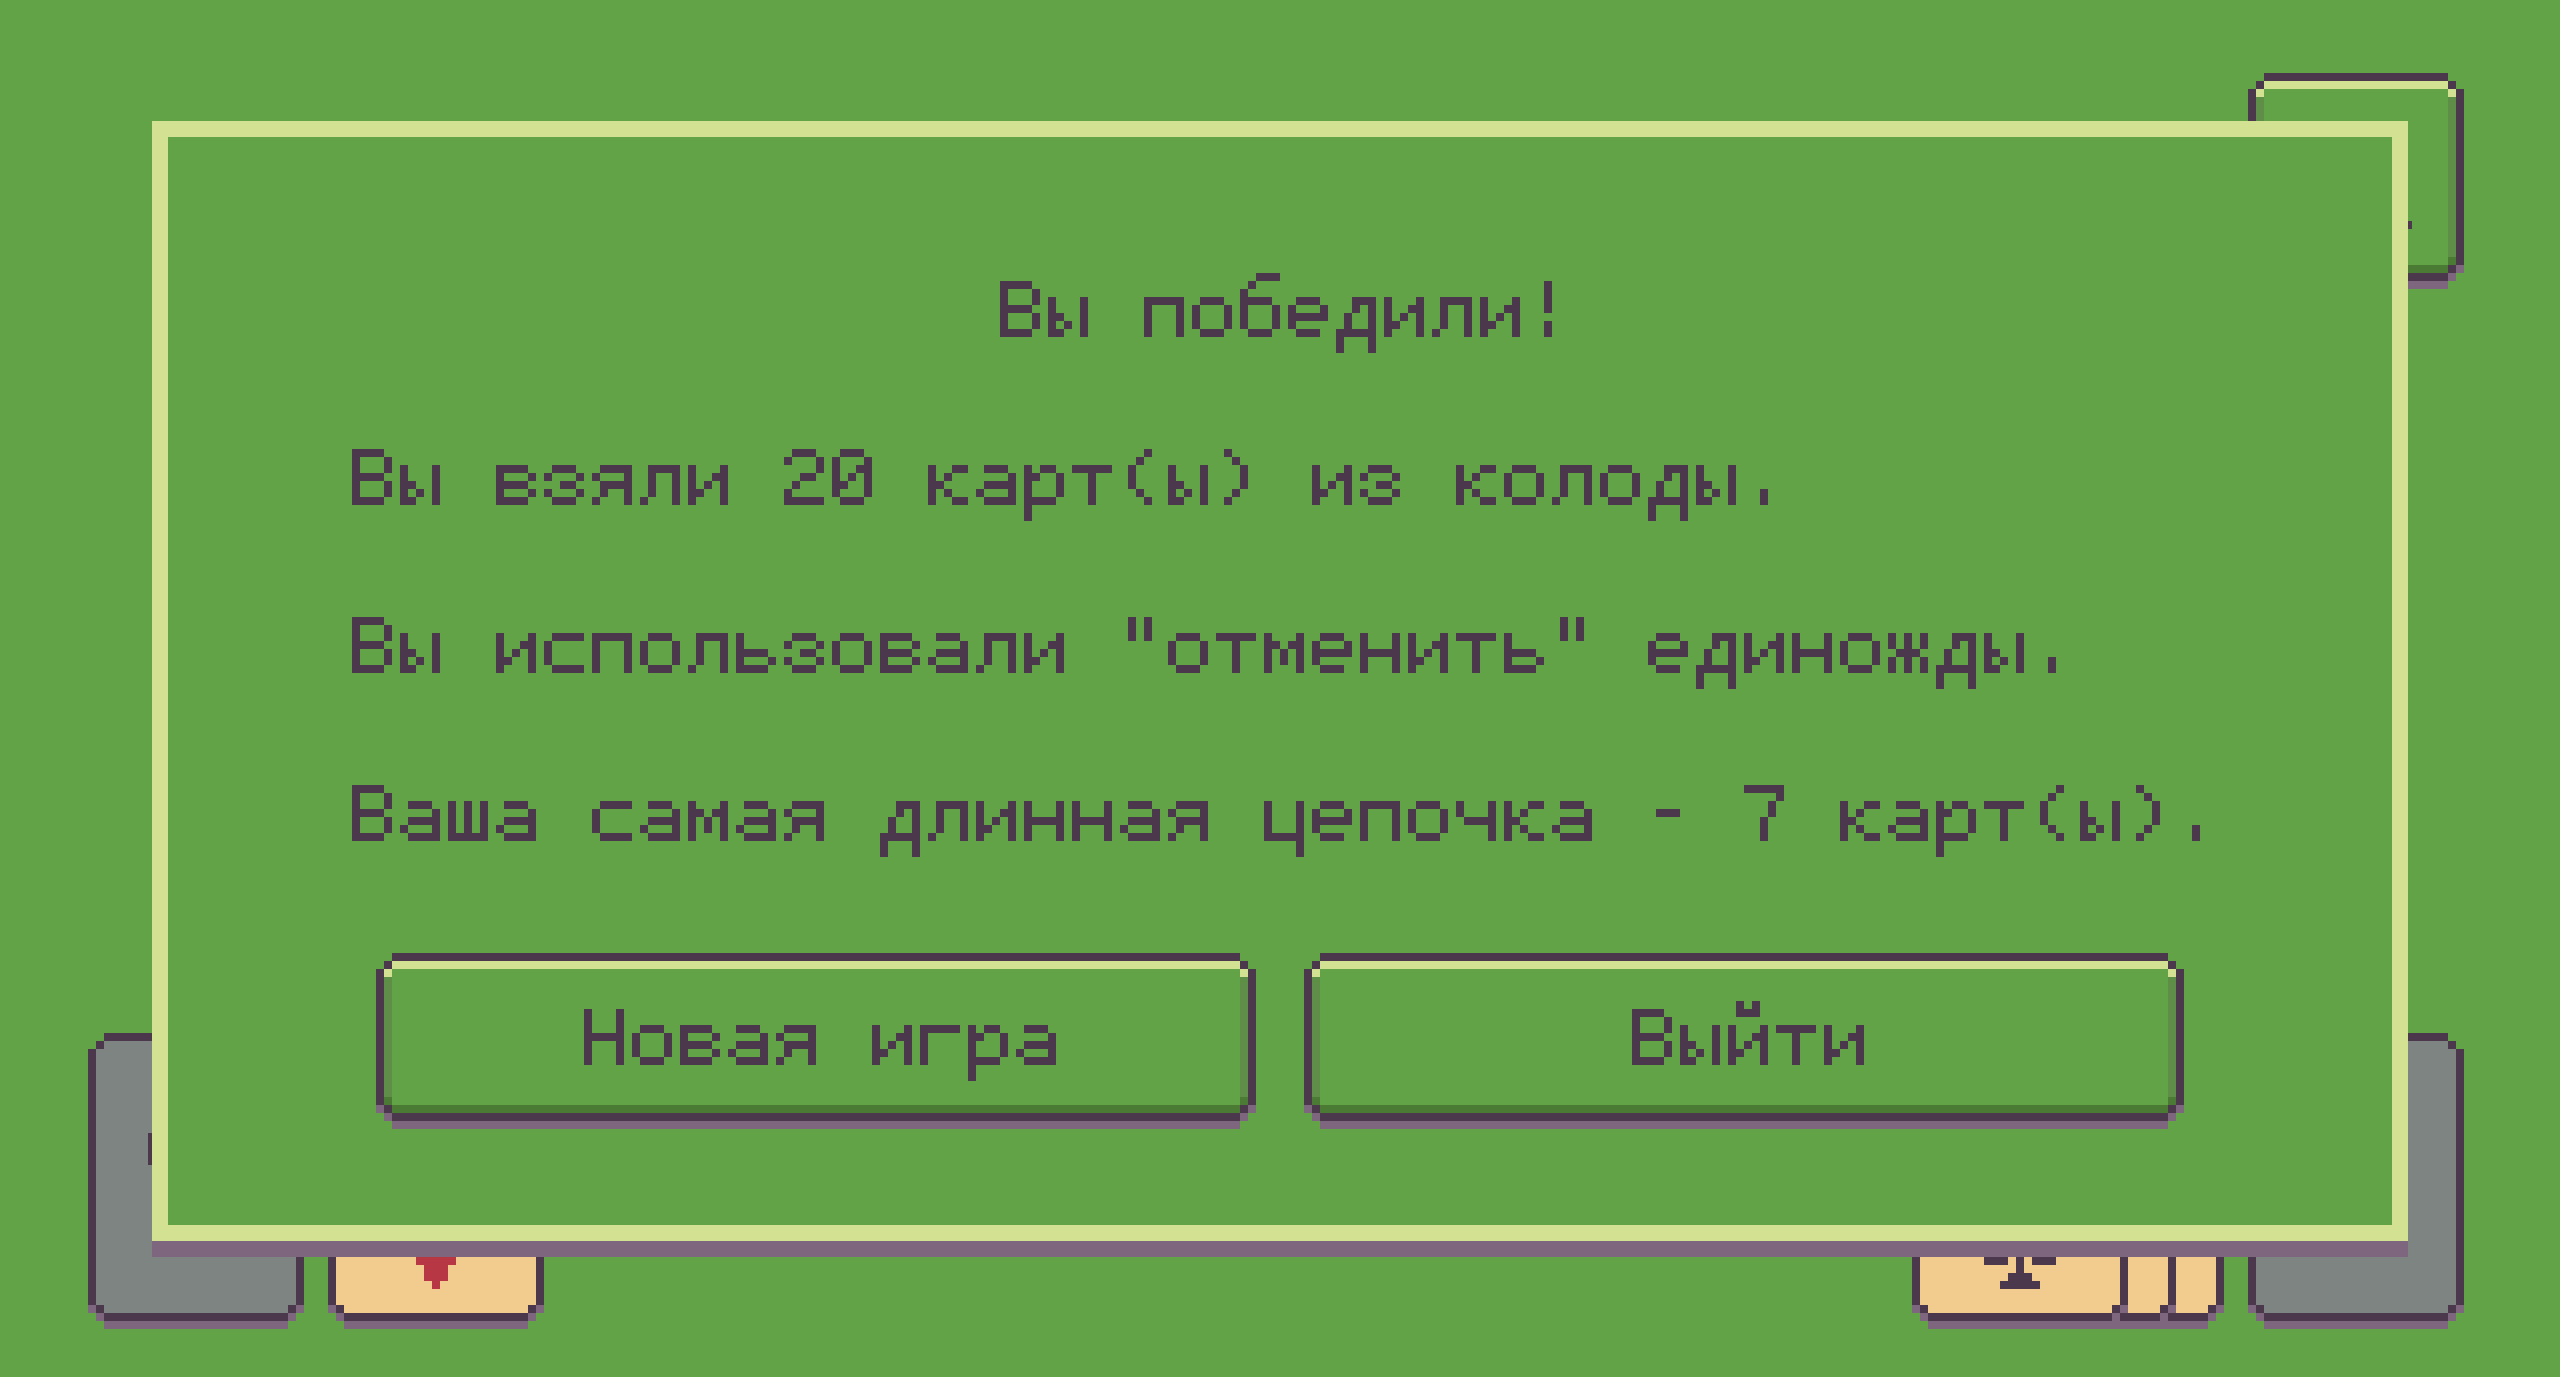 Вы победили!
Вы взяли 20 карт(ы) из колоды.
Вы использовали "отменить" единожды.
Ваша самая длинная цепочка - 7 карт(ы).
Новая игра
Выйти